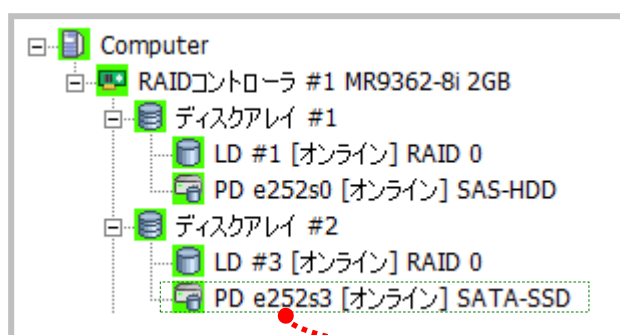 Computer
RAIDコントローラ #1 MR9362-8i 2GB
ディスクアレイ #1
LD #1 [オンライン] RAID 0
PD e252s0 [オンライン] SAS-HDD
ディスクアレイ #2
LD #3 [オンライン] RAID 0
PD e252s3 [オンライン] SATA-SSD